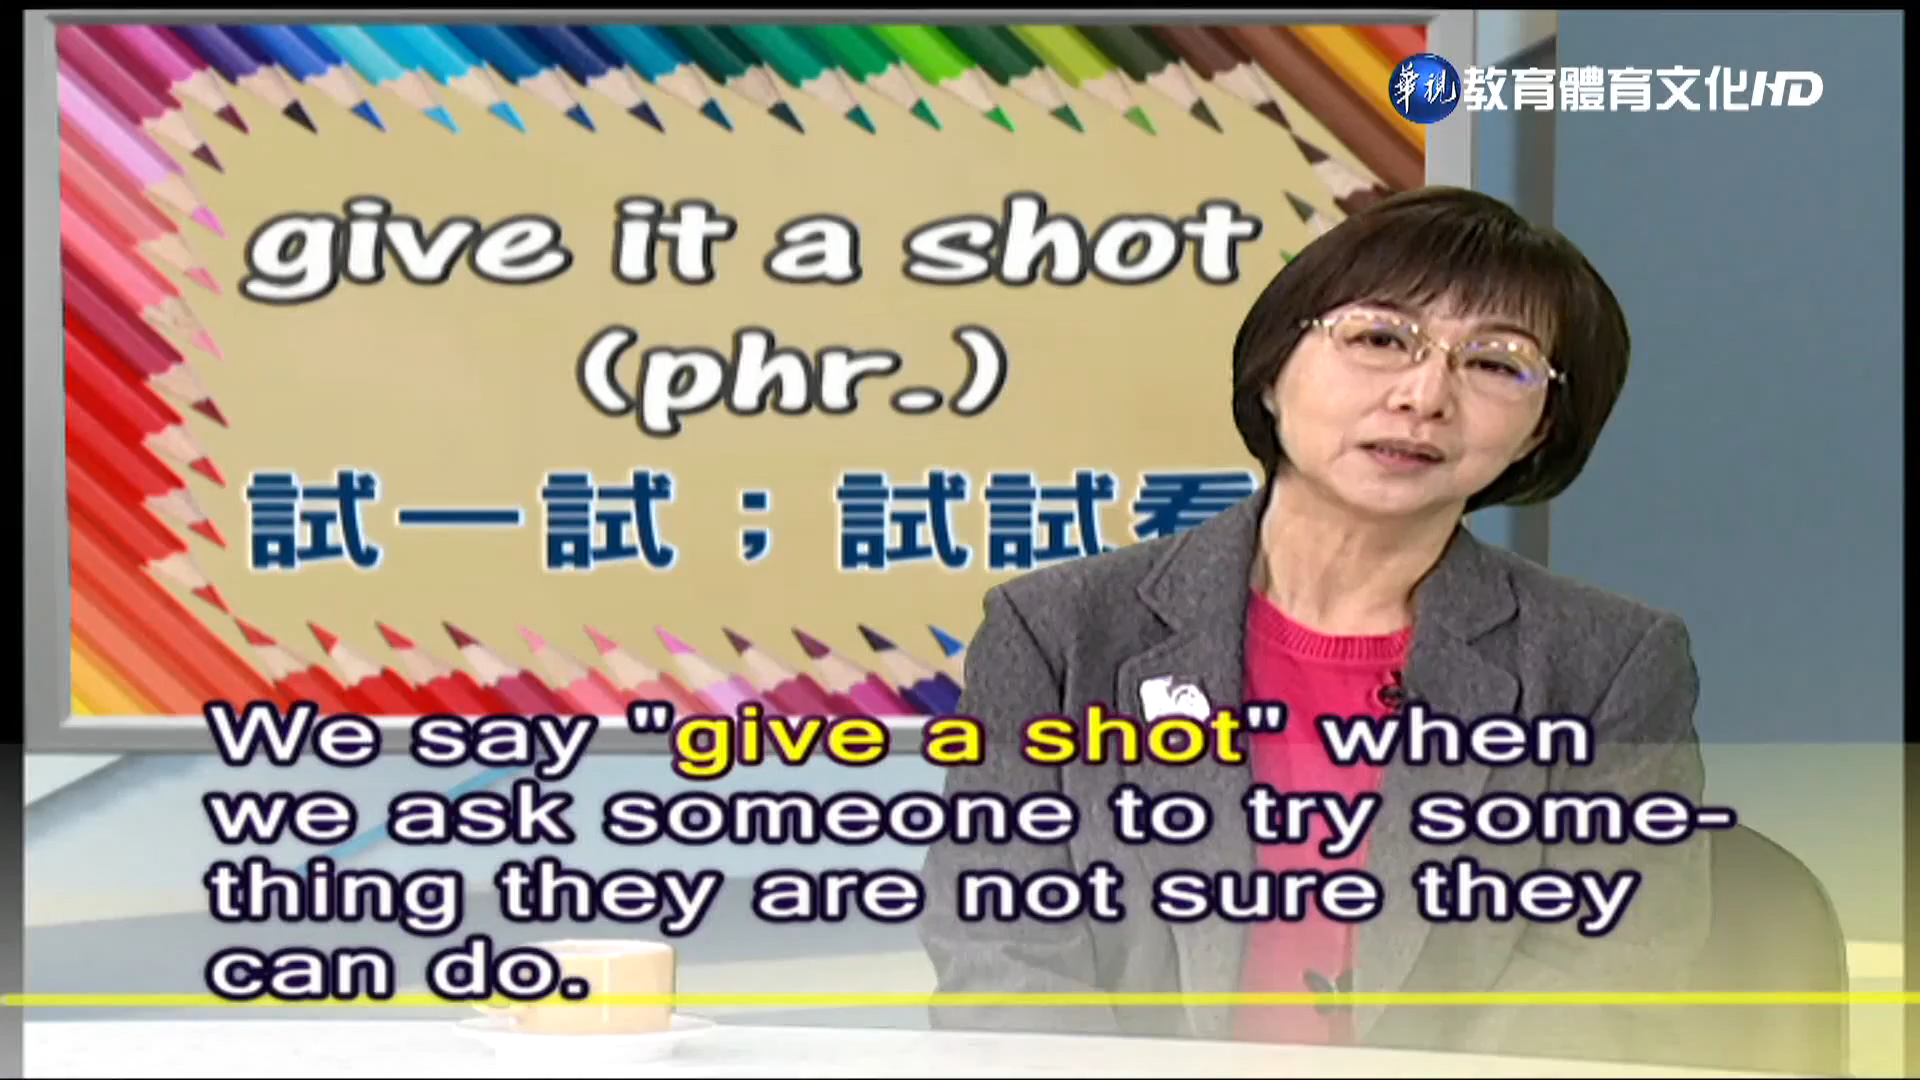 華視 教育體育文化HD
give it a shot
(phr.)
試一試；試試看
We say "give a shot" when
we ask someone to try some-
thing they are not sure they
can do.